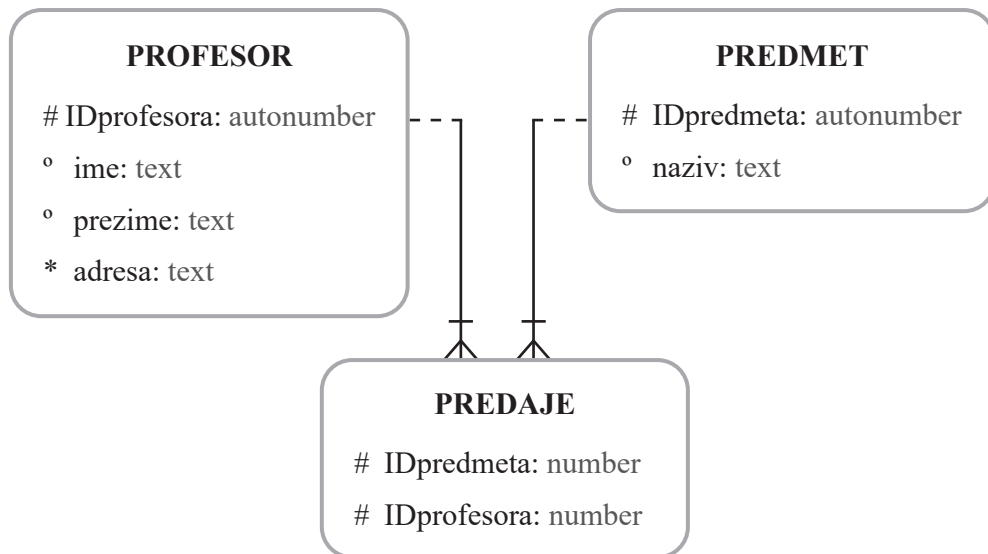 PROFESOR
# IDprofesora: autonumber
º ime: text
º prezime: text
* adresa: text
PREDMET
# IDpredmeta: autonumber
º naziv: text
PREDAJE
# IDpredmeta: number
# IDprofesora: number